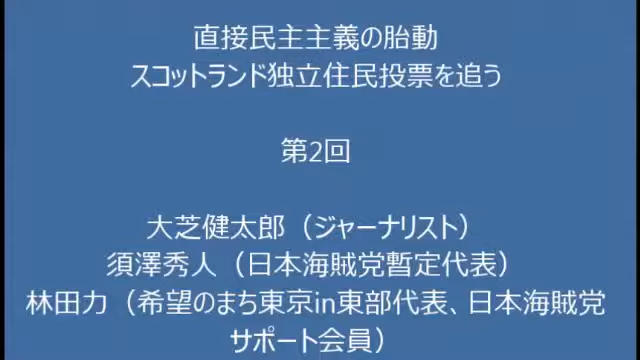 直接民主主義の胎動
スコットランド独立住民投票を追う
第2回
大芝健太郎（ジャーナリスト）
須澤秀人（日本海賊党暫定代表）
林田力（希望のまち東京in東部代表、日本海賊党
サポート会員）